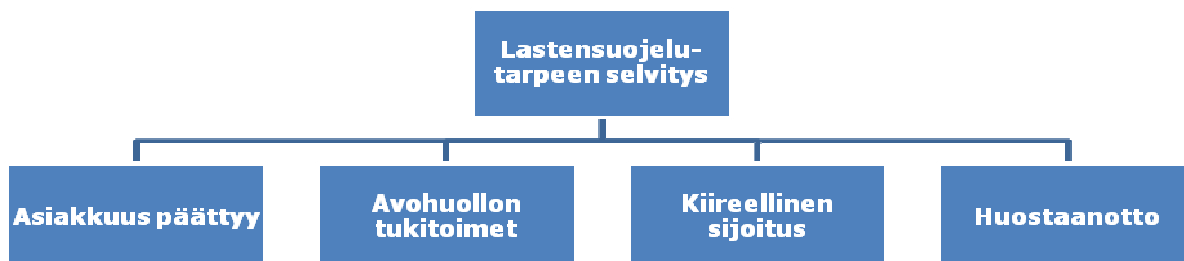 Lastensuojelu-
tarpeen selvitys
Asiakkuus päättyy
Avohuollon
tukitoimet
Kiireellinen
sijoitus
Huostaanotto